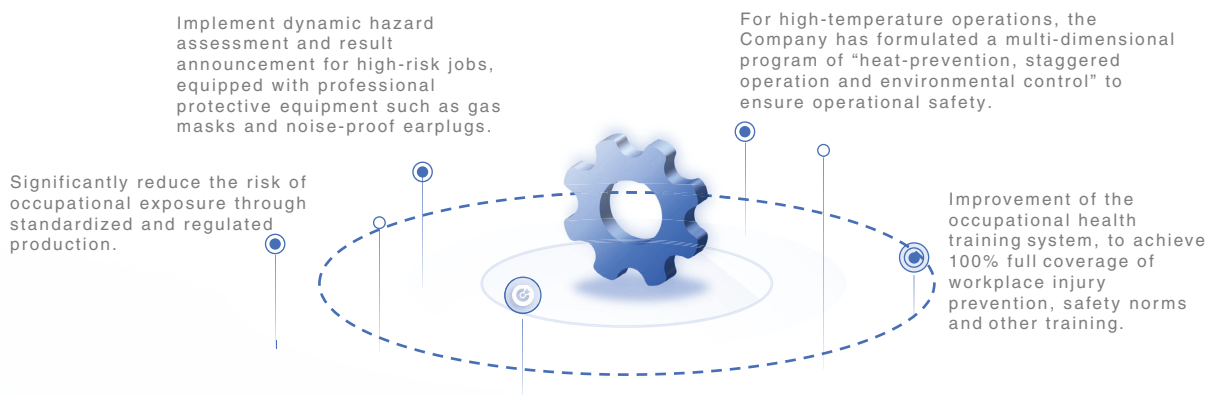 Implement dynamic hazard
assessment and result
announcement for high-risk jobs,
equipped with professional
protective equipment such as gas
masks and noise-proof earplugs.
For high-temperature operations, the
Company has formulated a multi-dimensional
program of “heat-prevention, staggered
operation and environmental control” to
ensure operational safety.
Significantly reduce the risk of
occupational exposure through
standardized and regulated
production.
Improvement of the
occupational health
training system, to achieve
100% full coverage of
workplace injury
prevention, safety norms
and other training.